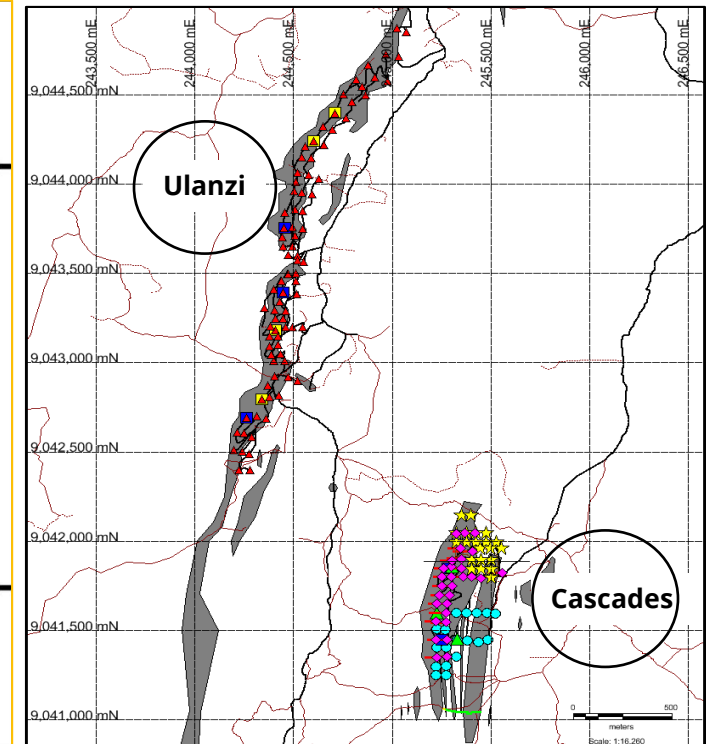 243,500 mE
244,000 mE
244,500 mE
245,500 mE
246,000 mE
246,500 mE
9,044,500 mN
Ulanzi
9,044,000 mN
9,043,500 mN
9,043,000 mN
9,042,500 mN
9,042,000 mN
Cascades
9,041,500 mN
9,041,000 mN
0 500
meters
Scale: 1:16,260